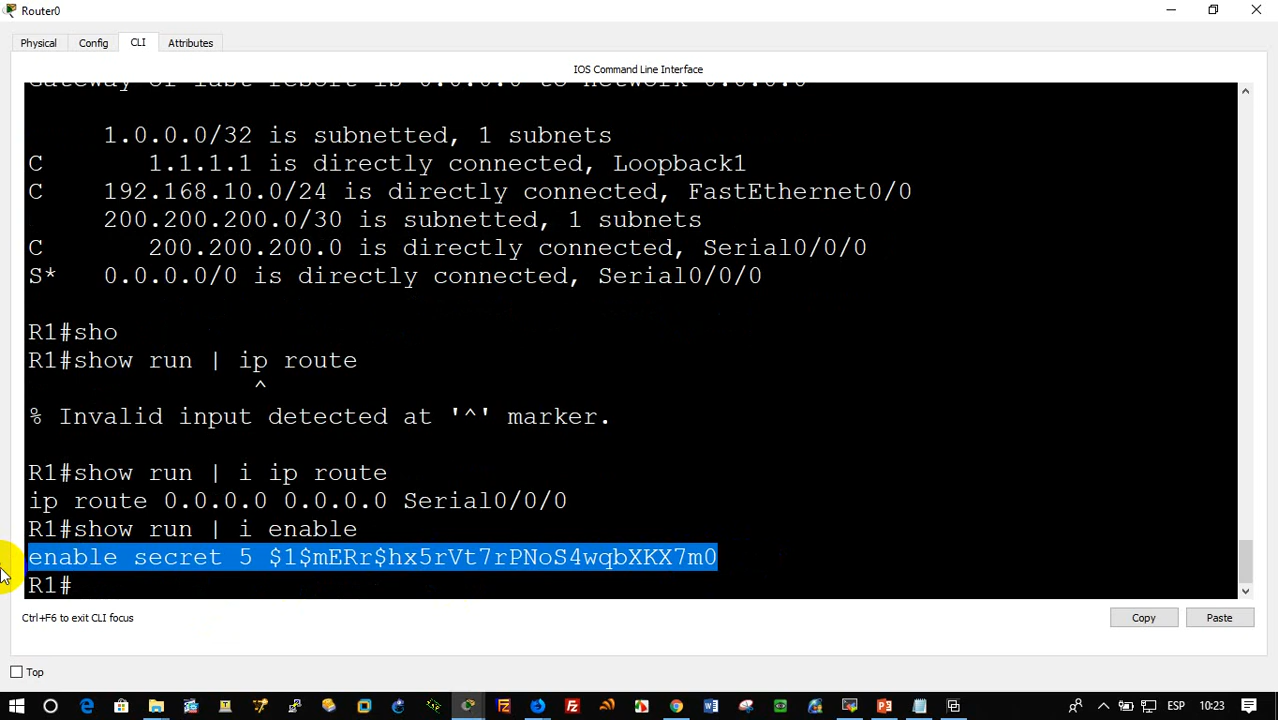 Router0
Physical Config CLI Attributes
IOS Command Line Interface
Gateway of last resort is 0.0.0.0 to network 0.0.0.0
1.0.0.0/32 is subnetted, 1 subnets
C 1.1.1.1 is directly connected, Loopback1
C 192.168.10.0/24 is directly connected, FastEthernet0/0
200.200.200.0/30 is subnetted, 1 subnets
C 200.200.200.0 is directly connected, Serial0/0/0
S* 0.0.0.0/0 is directly connected, Serial0/0/0
R1#sho
R1#show run | ip route
^
% Invalid input detected at '^' marker.
R1#show run | i ip route
ip route 0.0.0.0 0.0.0.0 Serial0/0/0
R1#show run | i enable
enable secret 5 $1$mERr$hx5rVt7rPNoS4wqbXKX7m0
R1#
Ctrl+F6 to exit CLI focus
Copy Paste
Top
ESP 10:23